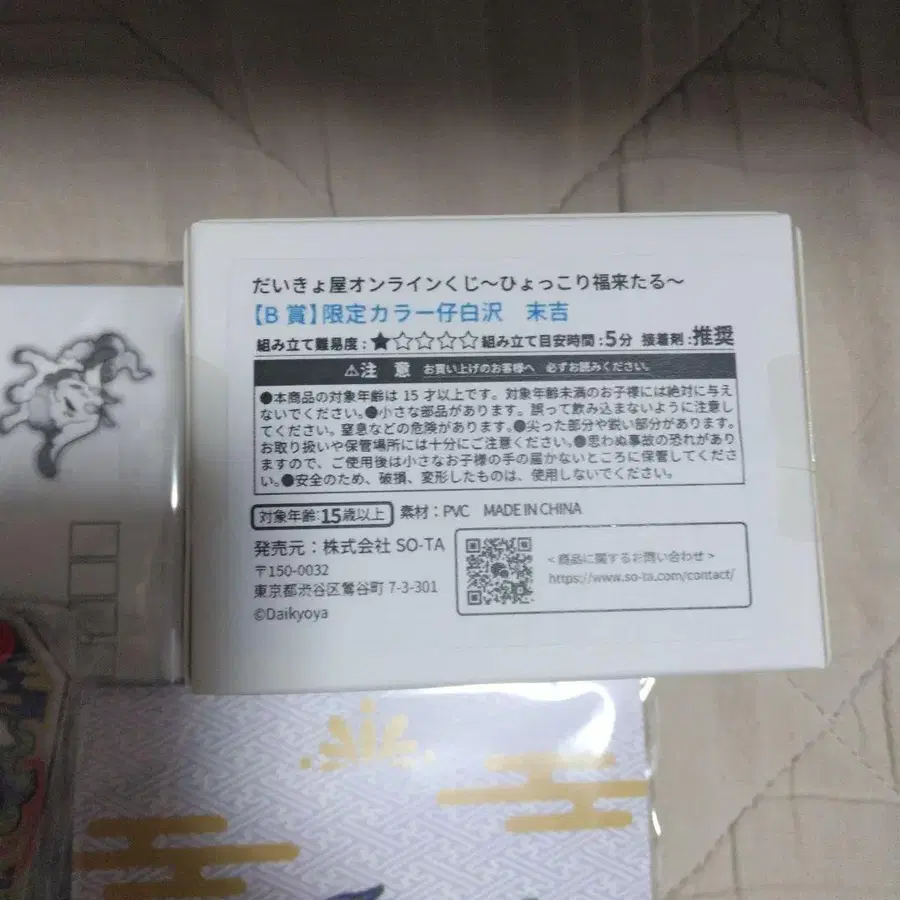 だいきょ屋オンラインくじ～ひょっこり福来たる～
【B 賞】限定カラー仔白沢　末吉
組み立て難易度：★☆☆☆☆ 組み立て目安時間：5分 接着剤：推奨
⚠注　意　お買い上げのお客様へ　必ずお読みください。
●本商品の対象年齢は 15 才以上です。対象年齢未満のお子様には絶対に与え
ないでください。●小さな部品があります。誤って飲み込まないように注意し
てください。窒息などの危険があります。●尖った部分や鋭い部分があります。
お取り扱いや保管場所には十分にご注意ください。●思わぬ事故の恐れがあり
ますので、ご使用後は小さなお子様の手の届かないところに保管してくださ
い。●安全のため、破損、変形したものは、使用しないでください。
対象年齢：15歳以上　素材：PVC　MADE IN CHINA
発売元：株式会社 SO-TA
〒150-0032
東京都渋谷区鶯谷町 7-3-301
©Daikyoya
＜商品に関するお問い合わせ＞
https://www.so-ta.com/contact/